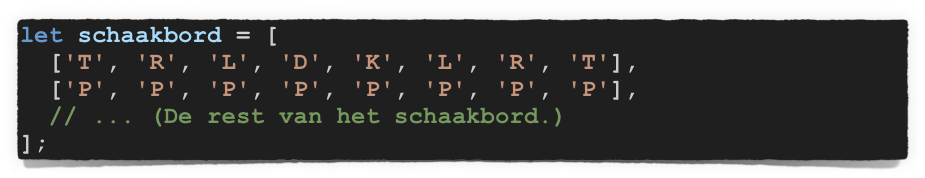 let schaakbord = [
  ['T', 'R', 'L', 'D', 'K', 'L', 'R', 'T'],
  ['P', 'P', 'P', 'P', 'P', 'P', 'P', 'P'],
  // ... (De rest van het schaakbord.)
];